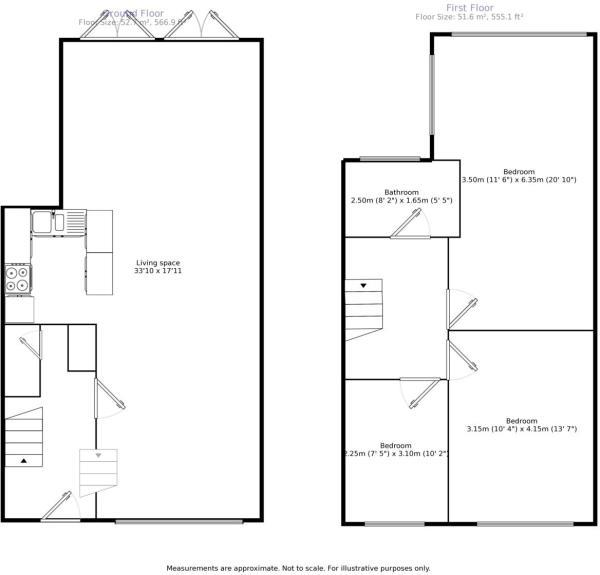 Ground Floor
Floor Size: 52.7 m², 566.9 ft²
First Floor
Floor Size: 51.6 m², 555.1 ft²
Bedroom
3.50m (11' 6") x 6.35m (20' 10")
Bathroom
2.50m (8' 2") x 1.65m (5' 5")
Living space
33'10 x 17'11
Bedroom
3.15m (10' 4") x 4.15m (13' 7")
Bedroom
2.25m (7' 5") x 3.10m (10' 2")
Measurements are approximate. Not to scale. For illustrative purposes only.